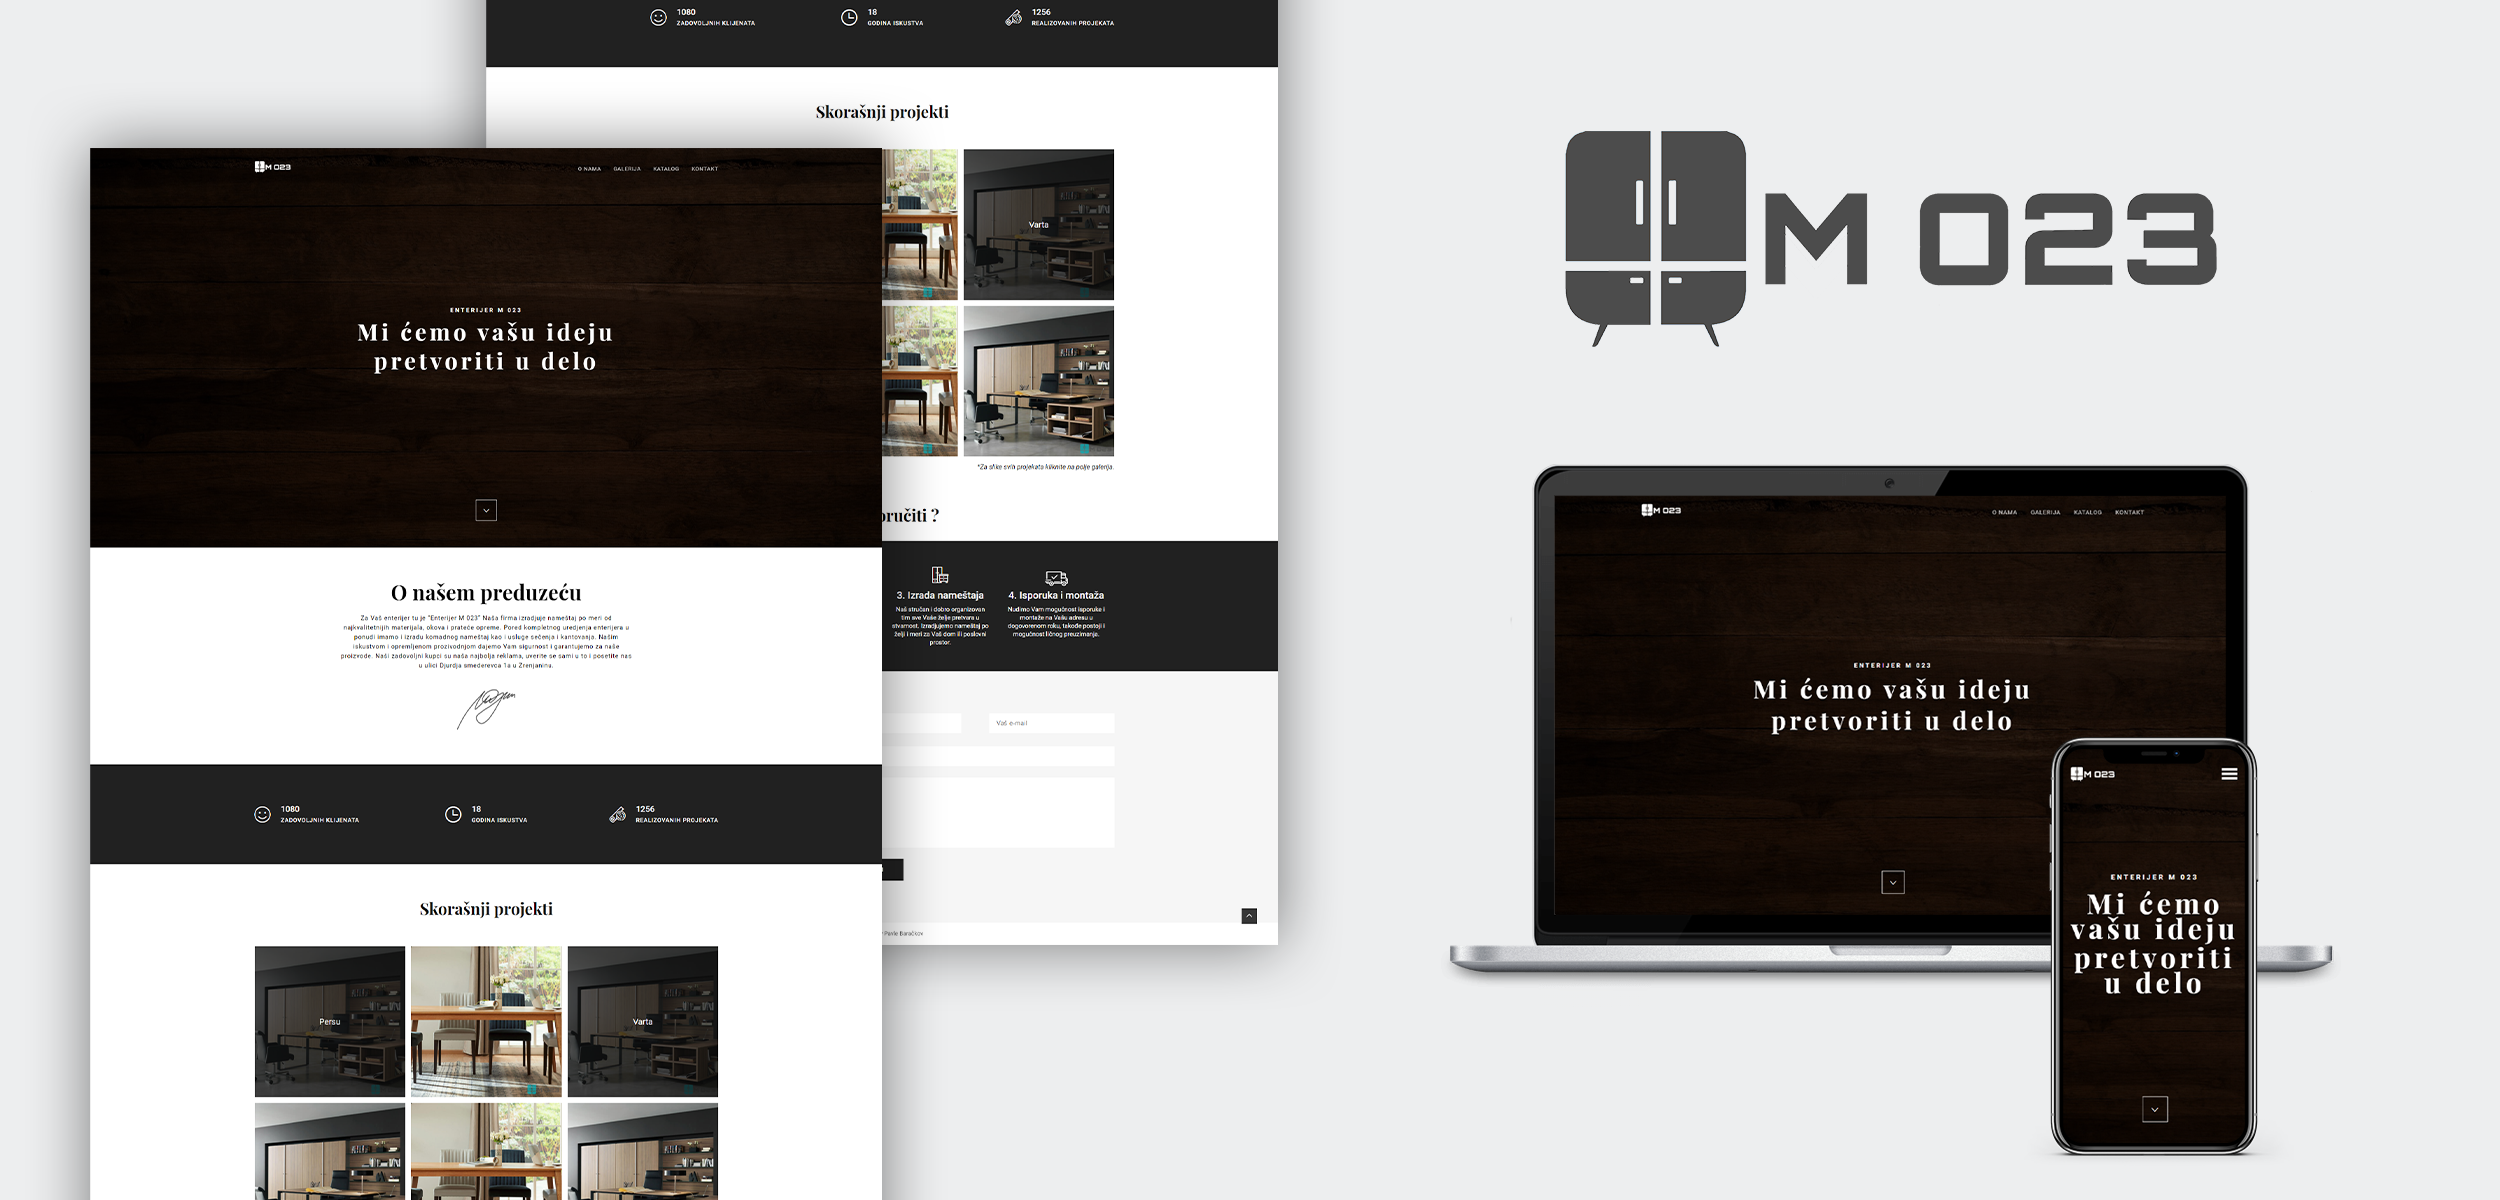 M 023
O NAMA GALERIJA KATALOG KONTAKT
ENTERIJER M 023
Mi ćemo vašu ideju
pretvoriti u delo
O našem preduzeću
Za Vaš enterijer tu je "Enterijer M 023" Naša firma izradjuje nameštaj po meri od
najkvalitetnijih materijala, okova i prateće opreme. Pored kompletnog uredjenja enterijera u
ponudi imamo i izradu komadnog nameštaj kao i usluge sečenja i kantovanja. Našim
iskustvom i opremljenom prozivodnjom dajemo Vam sigurnost i garantujemo za naše
proizvode. Naši zadovoljni kupci su naša najbolja reklama, uverite se sami u to i posetite nas
u ulici Djurdja smederevca 1a u Zrenjaninu.
1080
ZADOVOLJNIH KLIJENATA
18
GODINA ISKUSTVA
1256
REALIZOVANIH PROJEKATA
Skorašnji projekti
Persu
Varta
1080
ZADOVOLJNIH KLIJENATA
18
GODINA ISKUSTVA
1256
REALIZOVANIH PROJEKATA
Skorašnji projekti
Varta
*Za slike svih projekata kliknite na polje galerija.
oručiti ?
3. Izrada nameštaja
Naš stručan i dobro organizovan
tim sve Vaše želje pretvara u
stvarnost. Izradjujemo nameštaj po
želji i meri za Vaš dom ili poslovni
prostor.
4. Isporuka i montaža
Nudimo Vam mogućnost isporuke i
montaže na Vašu adresu u
dogovorenom roku, takođe postoji i
mogućnost ličnog preuzimanja.
Vaš e-mail
Pavle Baračkov
M 023
M 023
O NAMA GALERIJA KATALOG KONTAKT
ENTERIJER M 023
Mi ćemo vašu ideju
pretvoriti u delo
M 023
ENTERIJER M 023
Mi ćemo
vašu ideju
pretvoriti
u delo